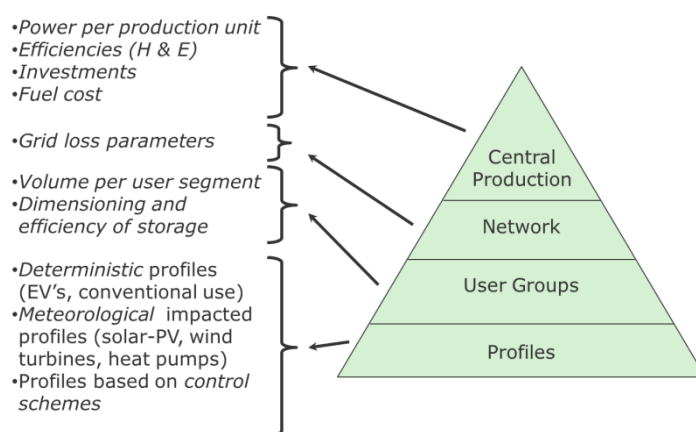 •Power per production unit
•Efficiencies (H & E)
•Investments
•Fuel cost
•Grid loss parameters
•Volume per user segment
•Dimensioning and
efficiency of storage
•Deterministic profiles
(EV's, conventional use)
•Meteorological impacted
profiles (solar-PV, wind
turbines, heat pumps)
•Profiles based on control
schemes
Central
Production
Network
User Groups
Profiles